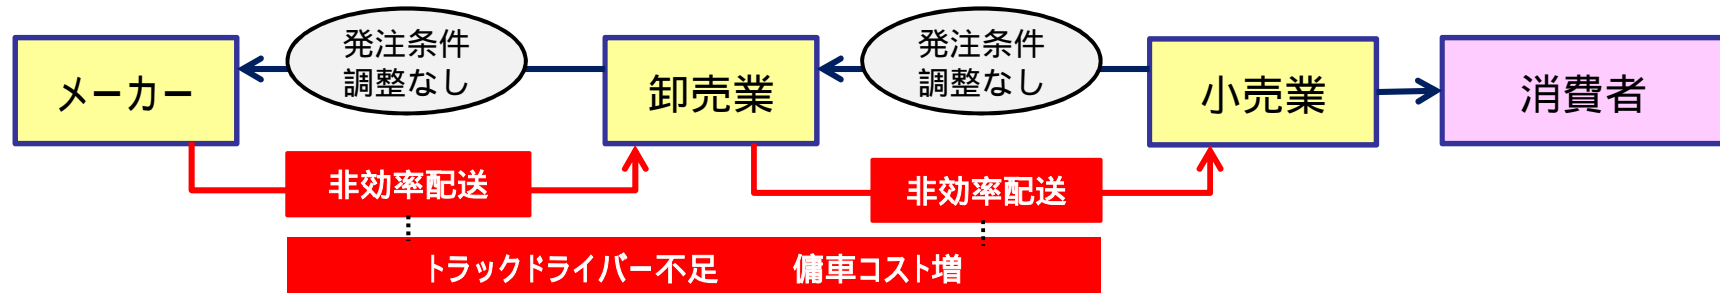 発注条件
調整なし
発注条件
調整なし
メーカー
卸売業
小売業
消費者
非効率配送
非効率配送
トラックドライバー不足 傭車コスト増